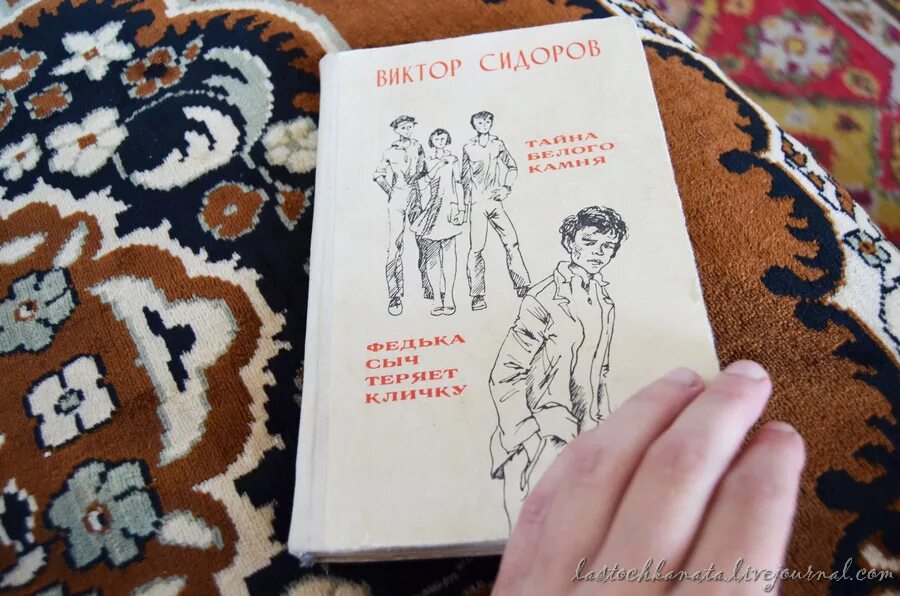 ВИКТОР СИДОРОВ
ТАЙНА
БЕЛОГО
КАМНЯ
ФЕДЬКА
СЫЧ
ТЕРЯЕТ
КЛИЧКУ
lastochkanata.livejournal.com